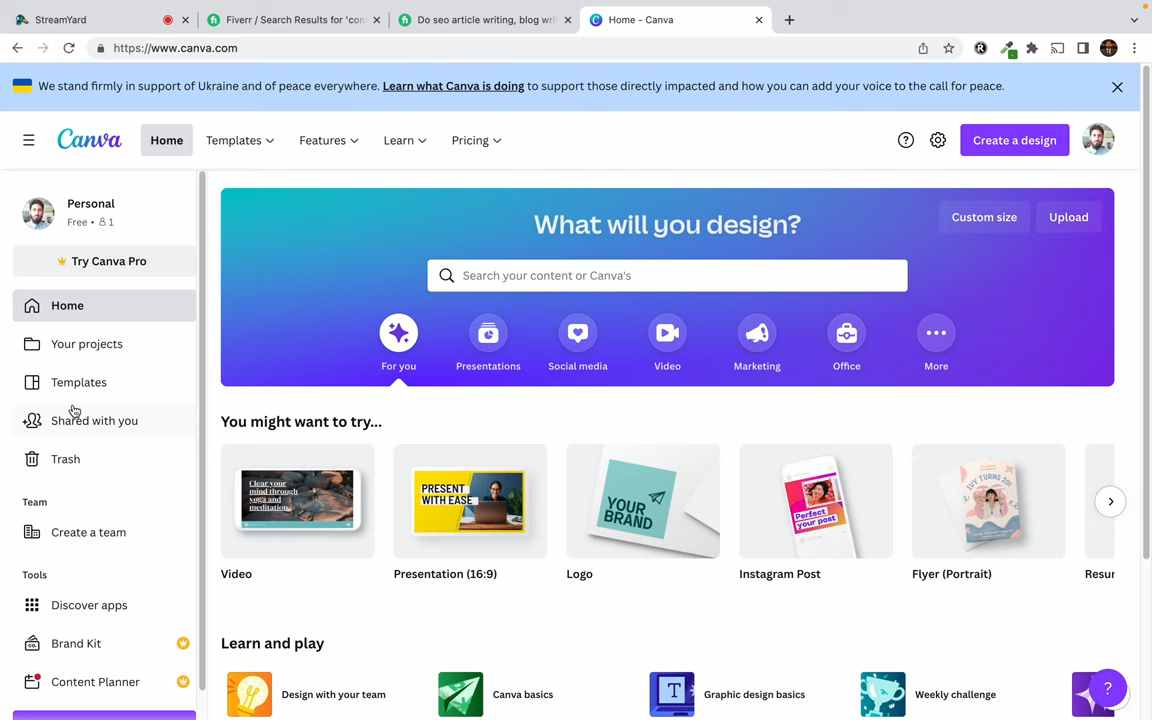 StreamYard
Fiverr / Search Results for 'con
Do seo article writing, blog wri
Home - Canva
https://www.canva.com
We stand firmly in support of Ukraine and of peace everywhere. Learn what Canva is doing to support those directly impacted and how you can add your voice to the call for peace.
Canva
Home
Templates
Features
Learn
Pricing
Create a design
Personal
Free • 1
Try Canva Pro
Home
Your projects
Templates
Shared with you
Trash
Team
Create a team
Tools
Discover apps
Brand Kit
Content Planner
What will you design?
Custom size
Upload
Search your content or Canva's
For you
Presentations
Social media
Video
Marketing
Office
More
You might want to try...
Clear your
mind through
yoga and
meditation.
PRESENT
WITH EASE
YOUR
BRAND
Perfect
your post
IVY TURNS 20!
Video
Presentation (16:9)
Logo
Instagram Post
Flyer (Portrait)
Resum
Learn and play
Design with your team
Canva basics
T
Graphic design basics
Weekly challenge
?